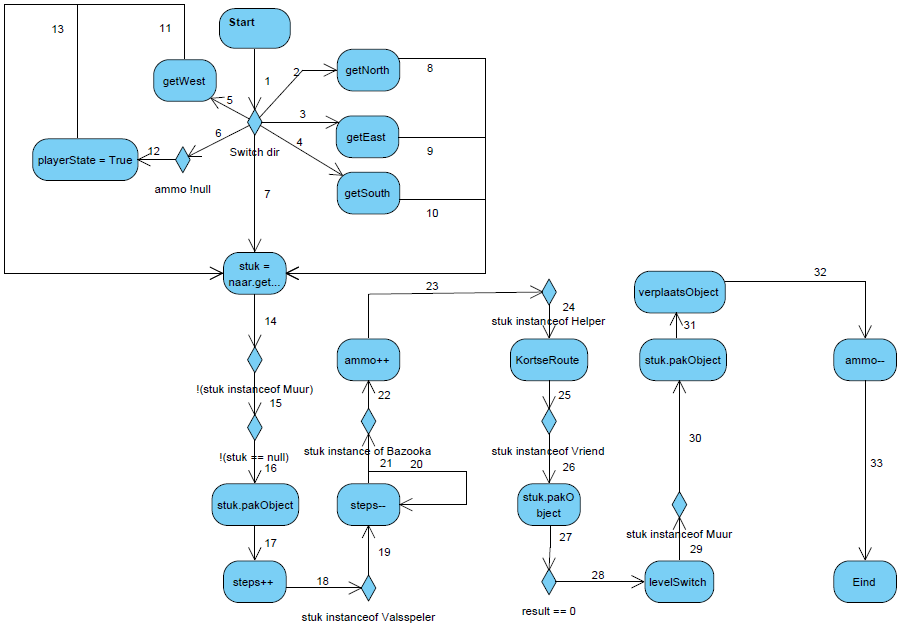 Start
13
11
getWest
1
2
getNorth
8
5
3
getEast
6
4
9
playerState = True
12
Switch dir
ammo !null
getSouth
7
10
stuk =
naar.get...
14
!(stuk instanceof Muur)
15
!(stuk == null)
16
stuk.pakObject
17
steps++
18
stuk instanceof Valsspeler
19
steps--
20
21
stuk instance of Bazooka
22
ammo++
23
24
stuk instanceof Helper
KortseRoute
25
stuk instanceof Vriend
26
stuk.pakO
bject
27
result == 0
28
levelSwitch
29
stuk instanceof Muur
30
stuk.pakObject
31
verplaatsObject
32
ammo--
33
Eind